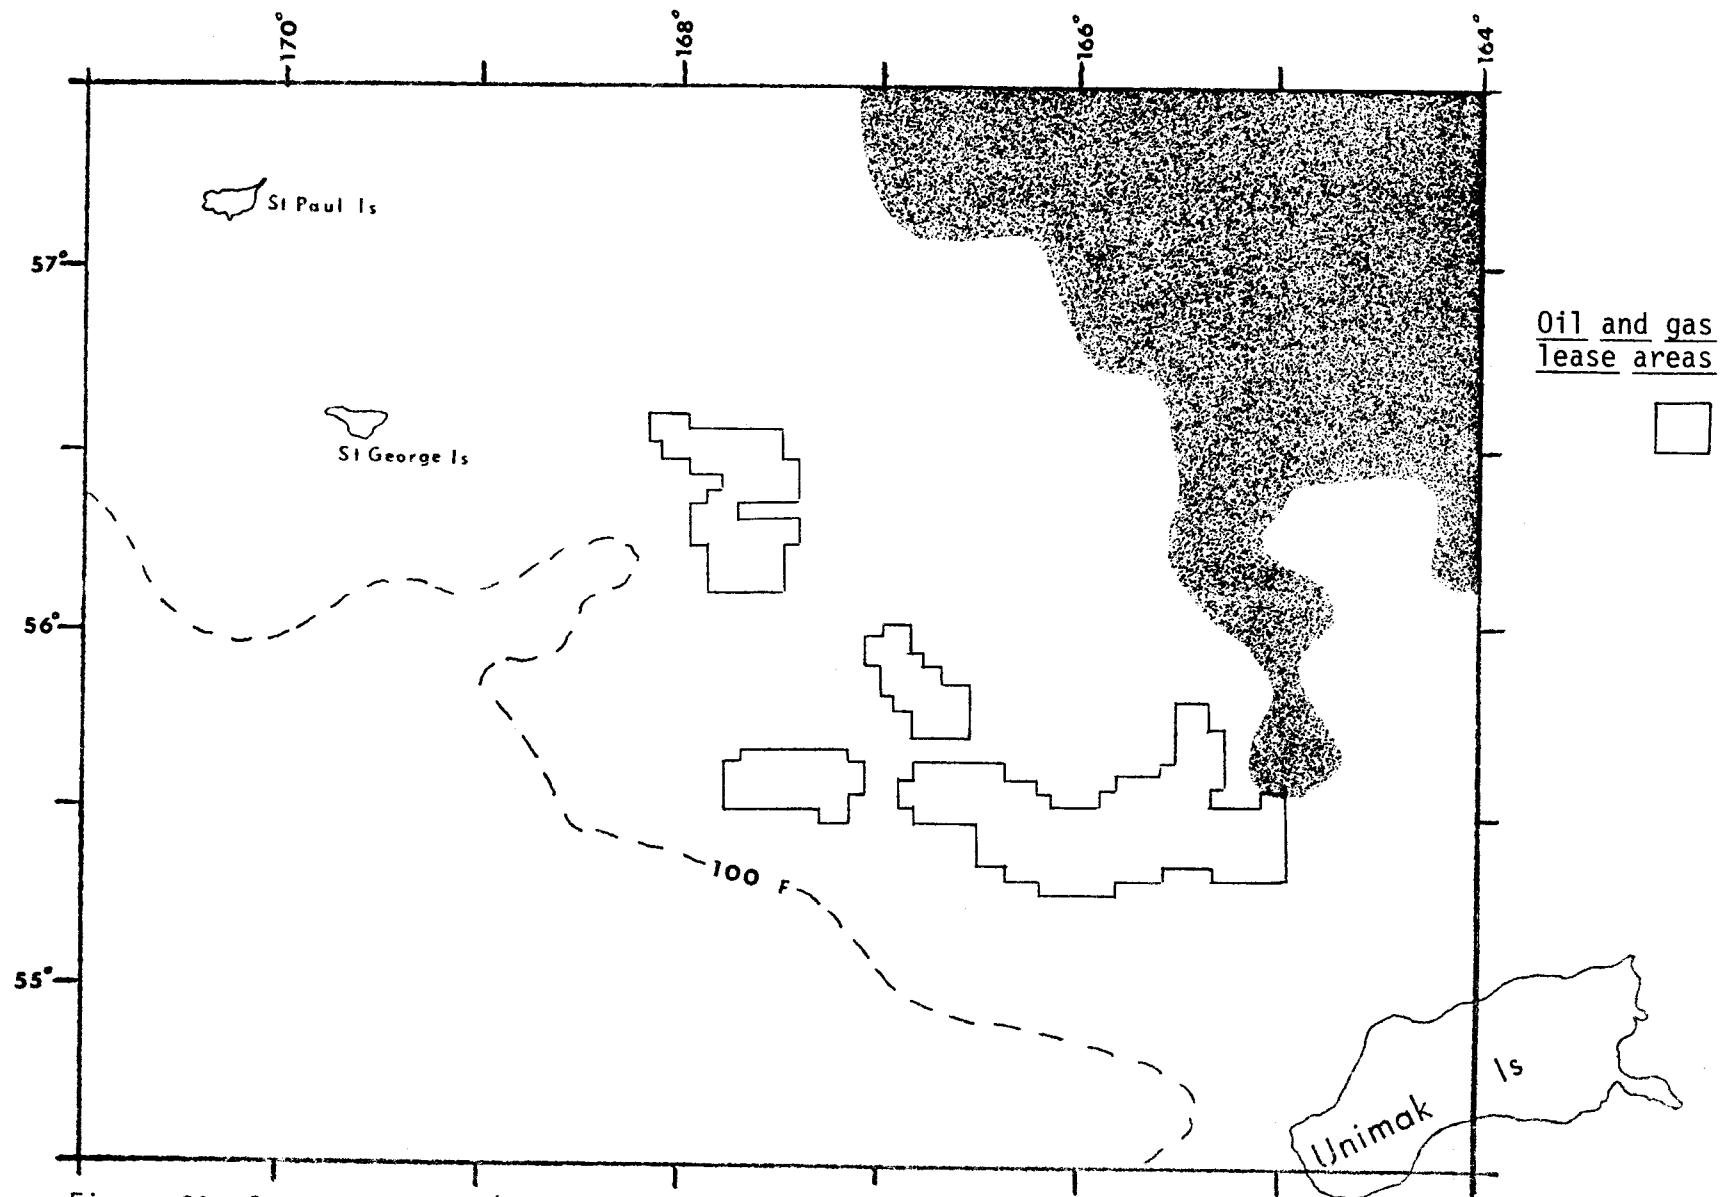 170°
168°
166°
164°
St Paul Is
57°
Oil and gas
lease areas
St George Is
56°
100 F
55°
Unimak Is